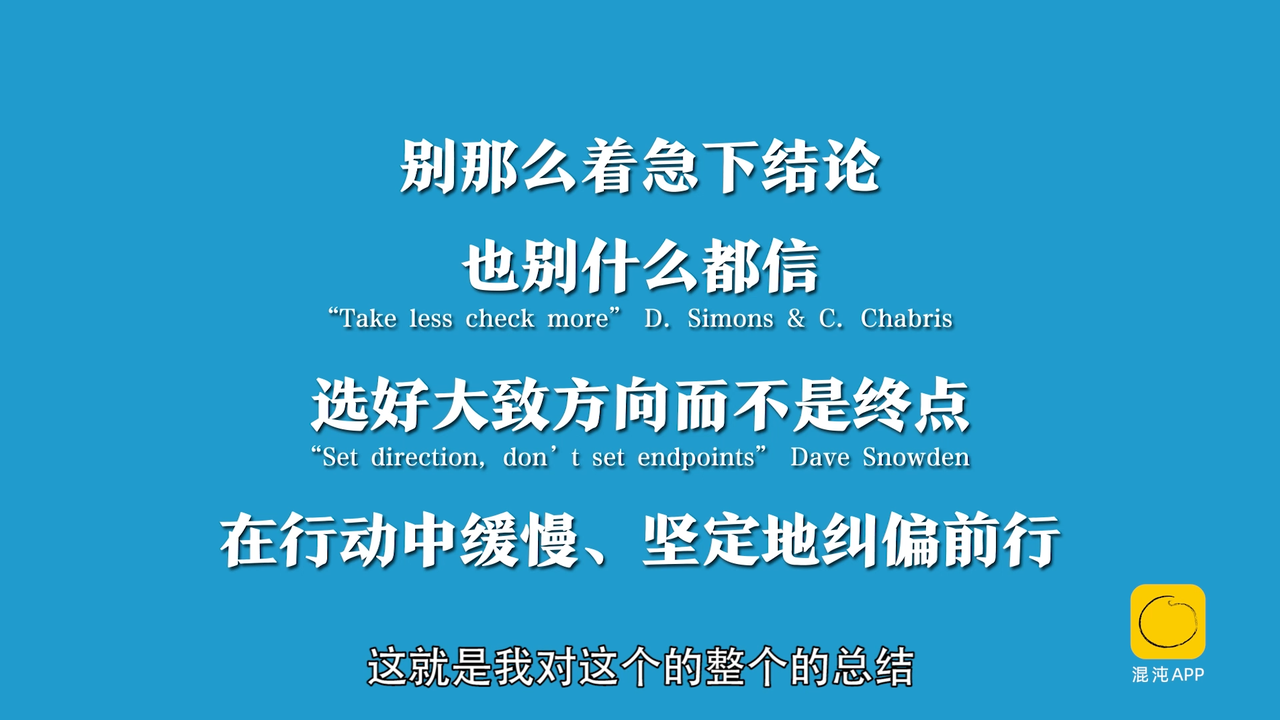 别那么着急下结论
也别什么都信
“Take less check more” D. Simons & C. Chabris
选好大致方向而不是终点
“Set direction, don’t set endpoints” Dave Snowden
在行动中缓慢、坚定地纠偏前行
这就是我对这个的整个的总结
混沌APP